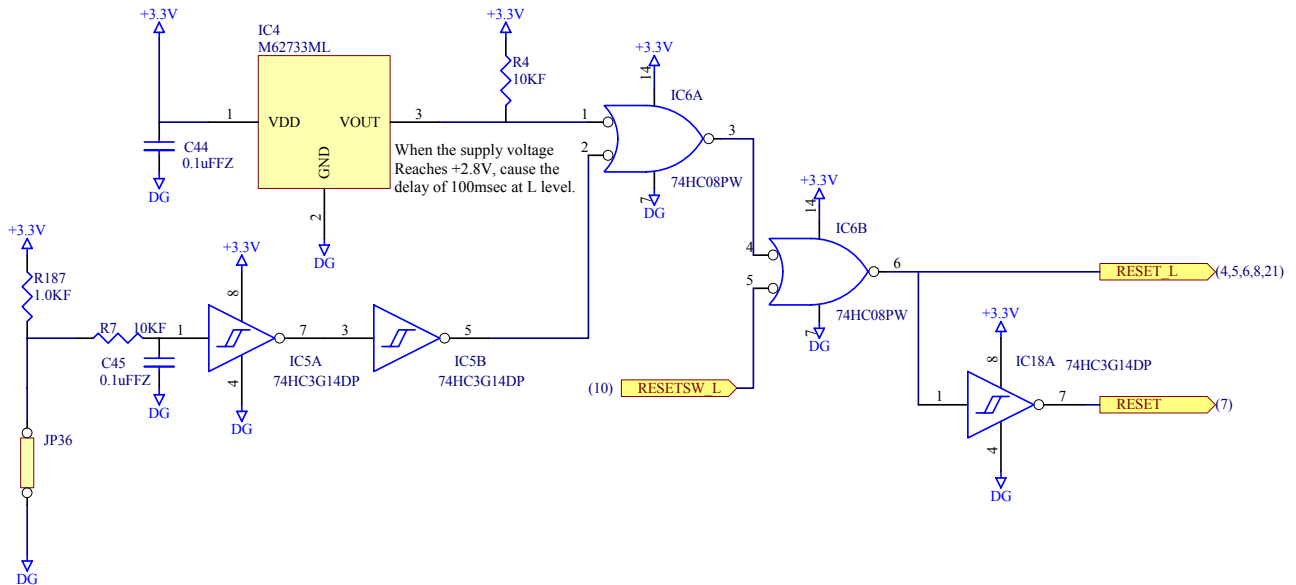 +3.3V
+3.3V
IC4
M62733ML
R4
10KF
+3.3V
14
IC6A
1
VDD
VOUT
3
GND
C44
0.1uFFZ
DG
1
2
3
When the supply voltage
Reaches +2.8V, cause the
delay of 100msec at L level.
74HC08PW
7
DG
2
DG
+3.3V
14
IC6B
4
5
6
74HC08PW
7
DG
RESET_L
(4,5,6,8,21)
+3.3V
R187
1.0KF
+3.3V
8
R7
10KF
1
7
3
5
C45
0.1uFFZ
DG
IC5A
74HC3G14DP
4
DG
IC5B
74HC3G14DP
(10)
RESETSW_L
+3.3V
8
IC18A
74HC3G14DP
1
7
RESET
(7)
4
DG
JP36
DG